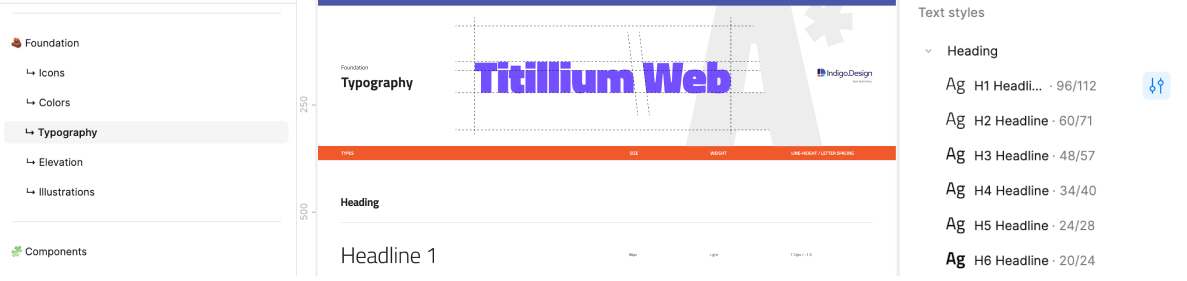 Foundation
↳ Icons
↳ Colors
↳ Typography
↳ Elevation
↳ Illustrations
Components
250
500
Foundation
Typography
Titillium Web
Indigo.Design
TYPES SIZE WEIGHT LINE-HEIGHT / LETTER SPACING
Heading
Headline 1 96px Light
Text styles
Heading
Ag H1 Headli... · 96/112
Ag H2 Headline · 60/71
Ag H3 Headline · 48/57
Ag H4 Headline · 34/40
Ag H5 Headline · 24/28
Ag H6 Headline · 20/24